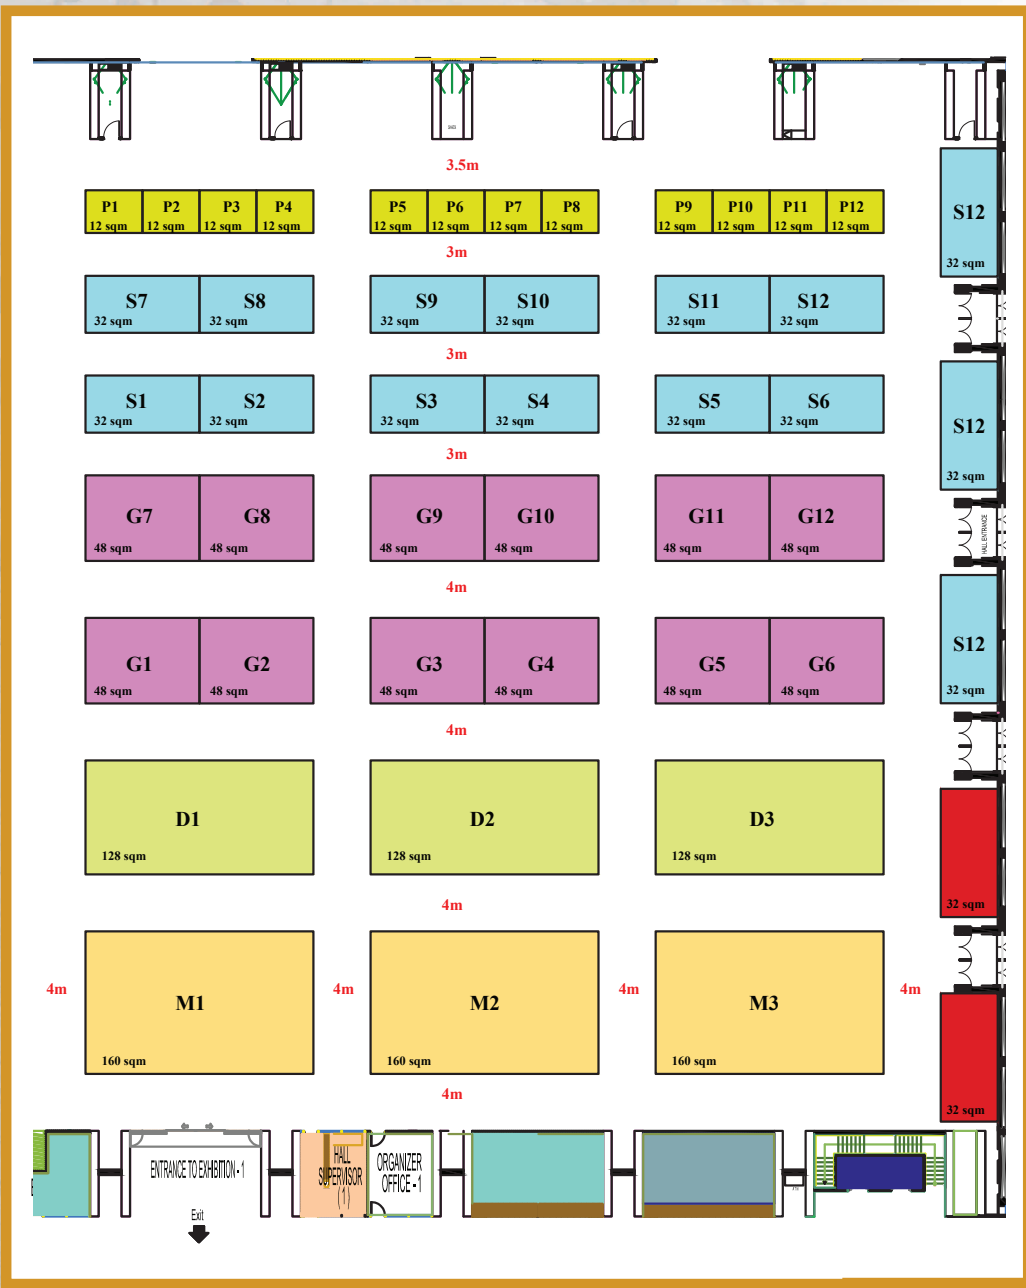 3.5m
P1 P2 P3 P4 P5 P6 P7 P8 P9 P10 P11 P12
12 sqm 12 sqm 12 sqm 12 sqm 12 sqm 12 sqm 12 sqm 12 sqm 12 sqm 12 sqm 12 sqm 12 sqm
S12
32 sqm
3m
S7 S8 S9 S10 S11 S12
32 sqm 32 sqm 32 sqm 32 sqm 32 sqm 32 sqm
3m
S1 S2 S3 S4 S5 S6
32 sqm 32 sqm 32 sqm 32 sqm 32 sqm 32 sqm
S12
32 sqm
3m
G7 G8 G9 G10 G11 G12
48 sqm 48 sqm 48 sqm 48 sqm 48 sqm 48 sqm
HALL ENTRANCE
4m
G1 G2 G3 G4 G5 G6
48 sqm 48 sqm 48 sqm 48 sqm 48 sqm 48 sqm
S12
32 sqm
4m
D1 D2 D3
128 sqm 128 sqm 128 sqm
32 sqm
4m
4m 4m 4m 4m
M1 M2 M3
160 sqm 160 sqm 160 sqm
4m
32 sqm
ENTRANCE TO EXHIBITION - 1
HALL
SUPERVISOR
(1)
ORGANIZER
OFFICE - 1
Exit